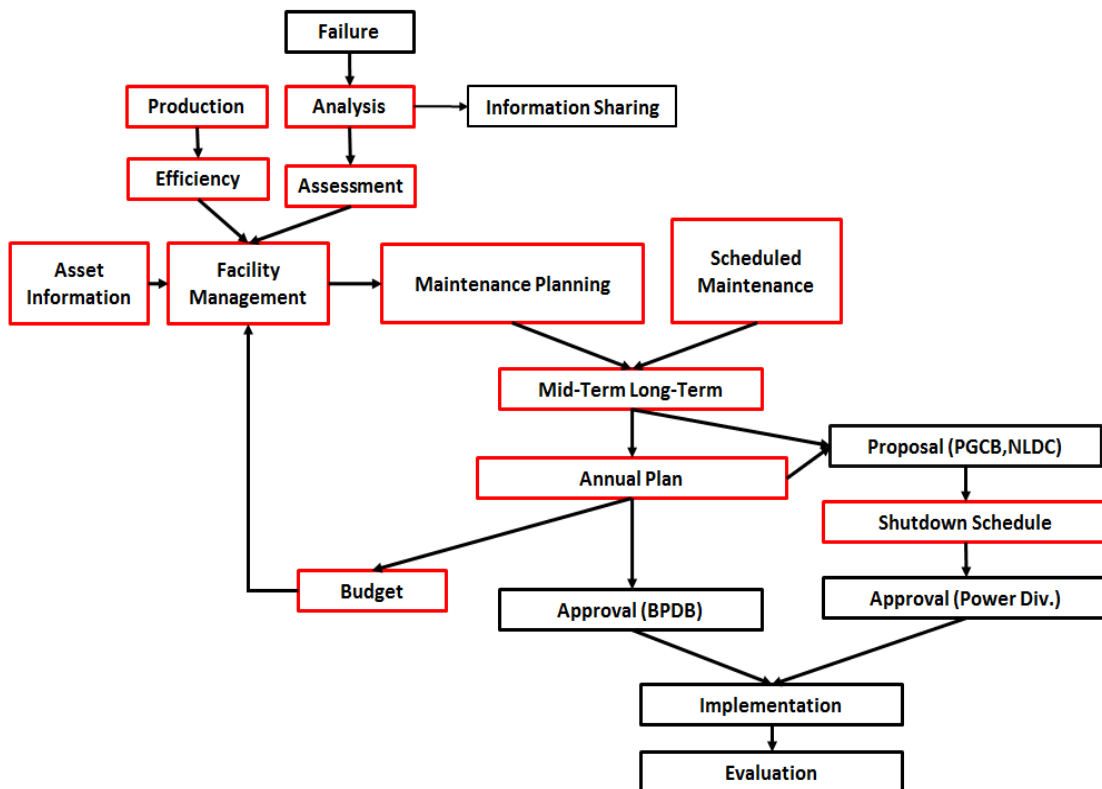 Failure
Production
Analysis
Information Sharing
Efficiency
Assessment
Asset
Information
Facility
Management
Maintenance Planning
Scheduled
Maintenance
Mid-Term Long-Term
Proposal (PGCB,NLDC)
Annual Plan
Shutdown Schedule
Budget
Approval (BPDB)
Approval (Power Div.)
Implementation
Evaluation